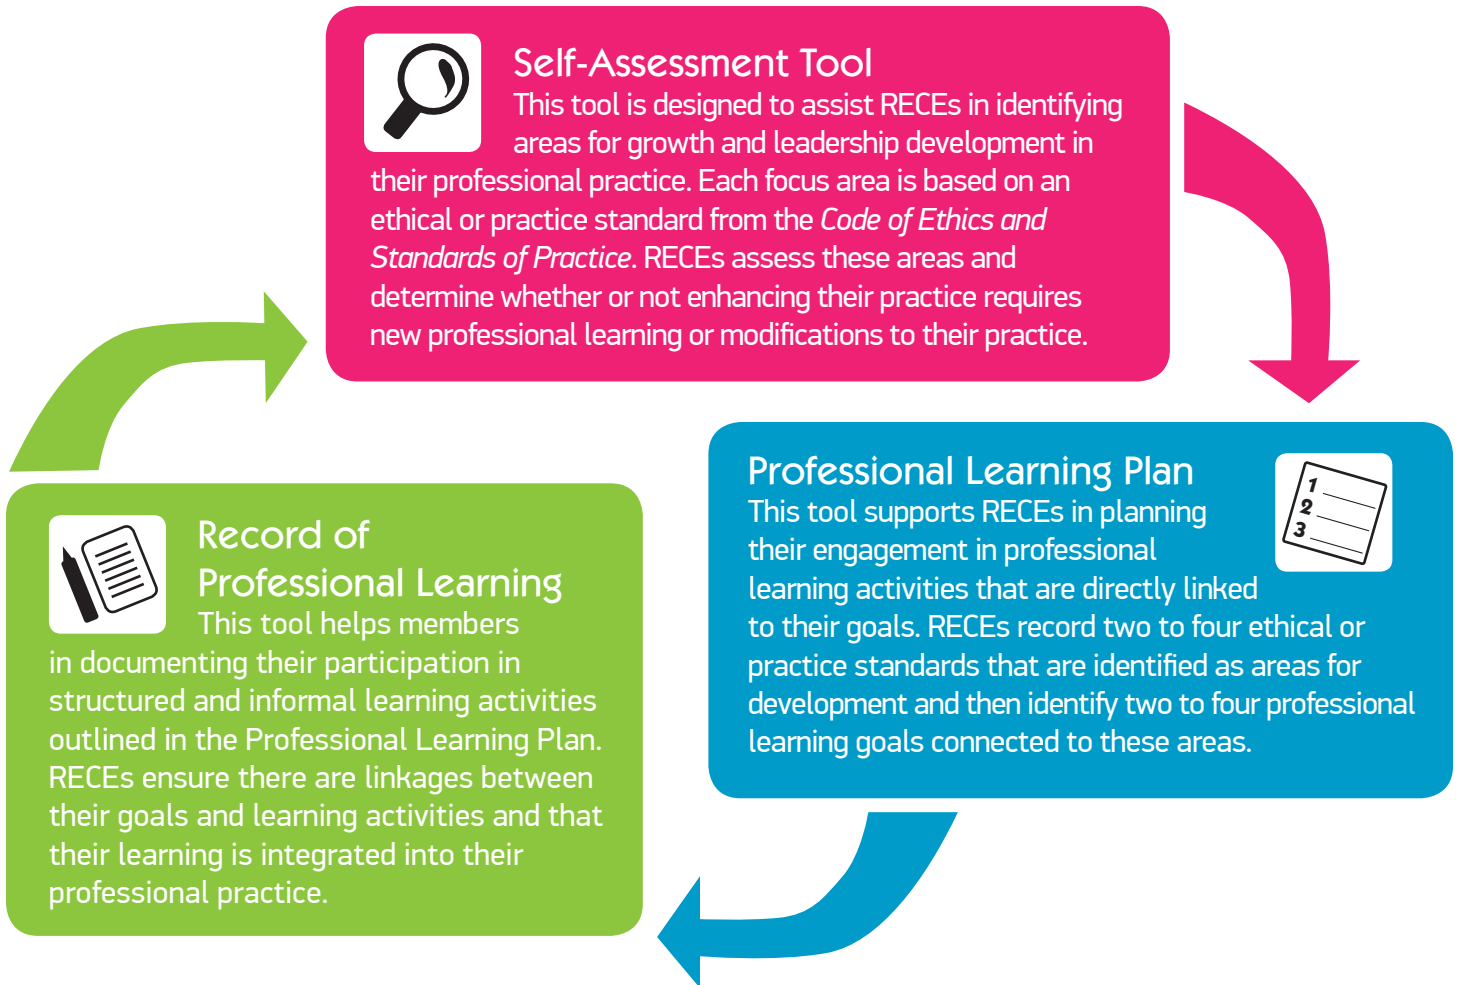 Self-Assessment Tool
This tool is designed to assist RECEs in identifying
areas for growth and leadership development in
their professional practice. Each focus area is based on an
ethical or practice standard from the Code of Ethics and
Standards of Practice. RECEs assess these areas and
determine whether or not enhancing their practice requires
new professional learning or modifications to their practice.
Professional Learning Plan
This tool supports RECEs in planning
their engagement in professional
learning activities that are directly linked
to their goals. RECEs record two to four ethical or
practice standards that are identified as areas for
development and then identify two to four professional
learning goals connected to these areas.
1
2
3
Record of
Professional Learning
This tool helps members
in documenting their participation in
structured and informal learning activities
outlined in the Professional Learning Plan.
RECEs ensure there are linkages between
their goals and learning activities and that
their learning is integrated into their
professional practice.